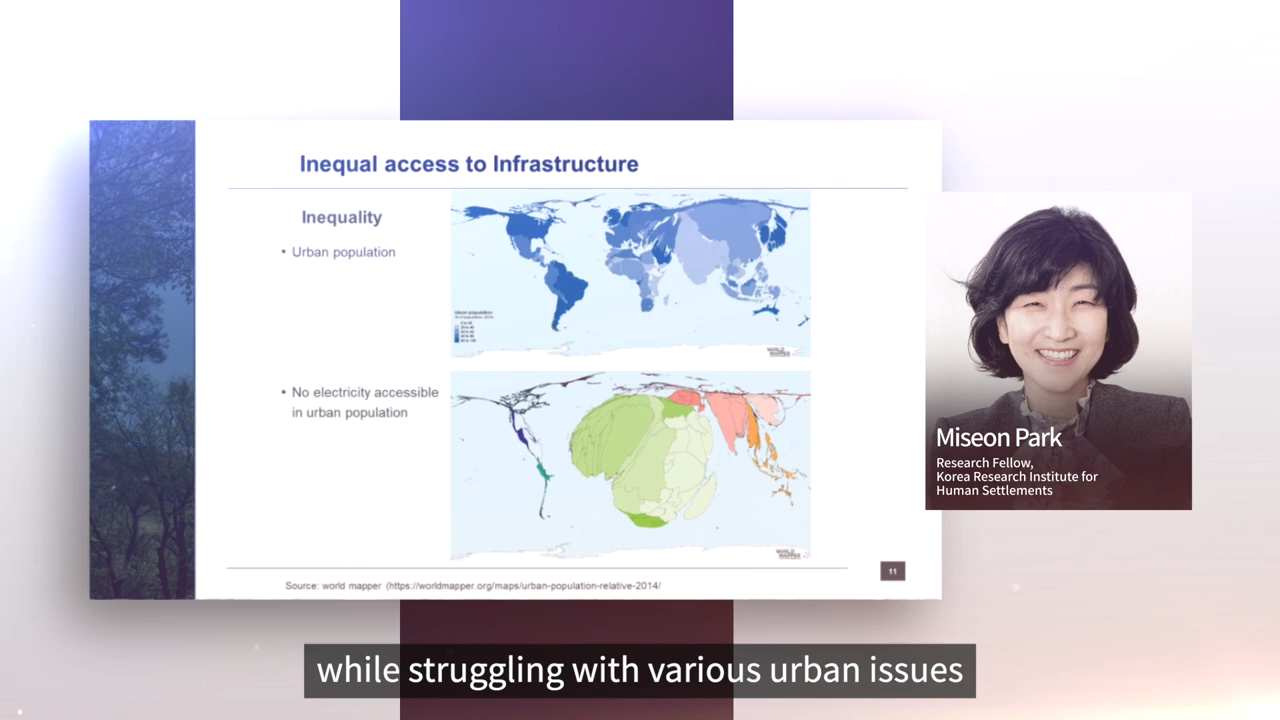 Inequal access to Infrastructure
Inequality
• Urban population
• No electricity accessible
in urban population
Source: world mapper (https://worldmapper.org/maps/urban-population-relative-2014/
11
Miseon Park
Research Fellow,
Korea Research Institute for
Human Settlements
while struggling with various urban issues